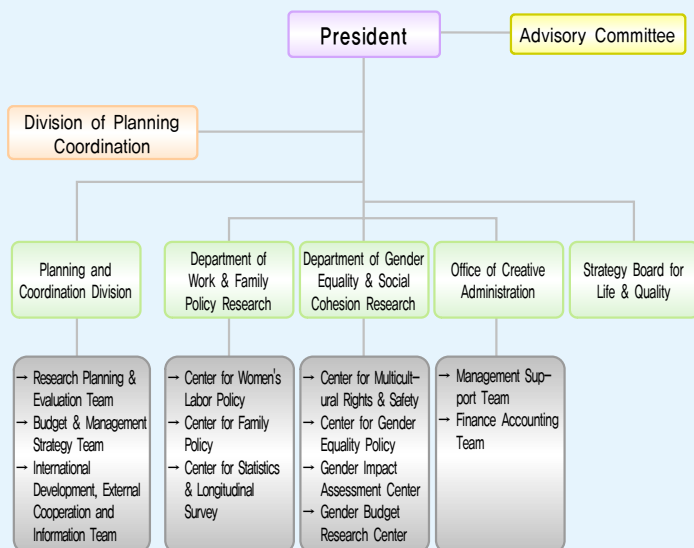 President
Advisory Committee
Division of Planning
Coordination
Planning and
Coordination Division
Department of
Work & Family
Policy Research
Department of Gender
Equality & Social
Cohesion Research
Office of Creative
Administration
Strategy Board for
Life & Quality
→ Research Planning &
Evaluation Team
→ Budget & Management
Strategy Team
→ International
Development, External
Cooperation and
Information Team
→ Center for Women's
Labor Policy
→ Center for Family
Policy
→ Center for Statistics
& Longitudinal
Survey
→ Center for Multicult-
ural Rights & Safety
→ Center for Gender
Equality Policy
→ Gender Impact
Assessment Center
→ Gender Budget
Research Center
→ Management Sup-
port Team
→ Finance Accounting
Team